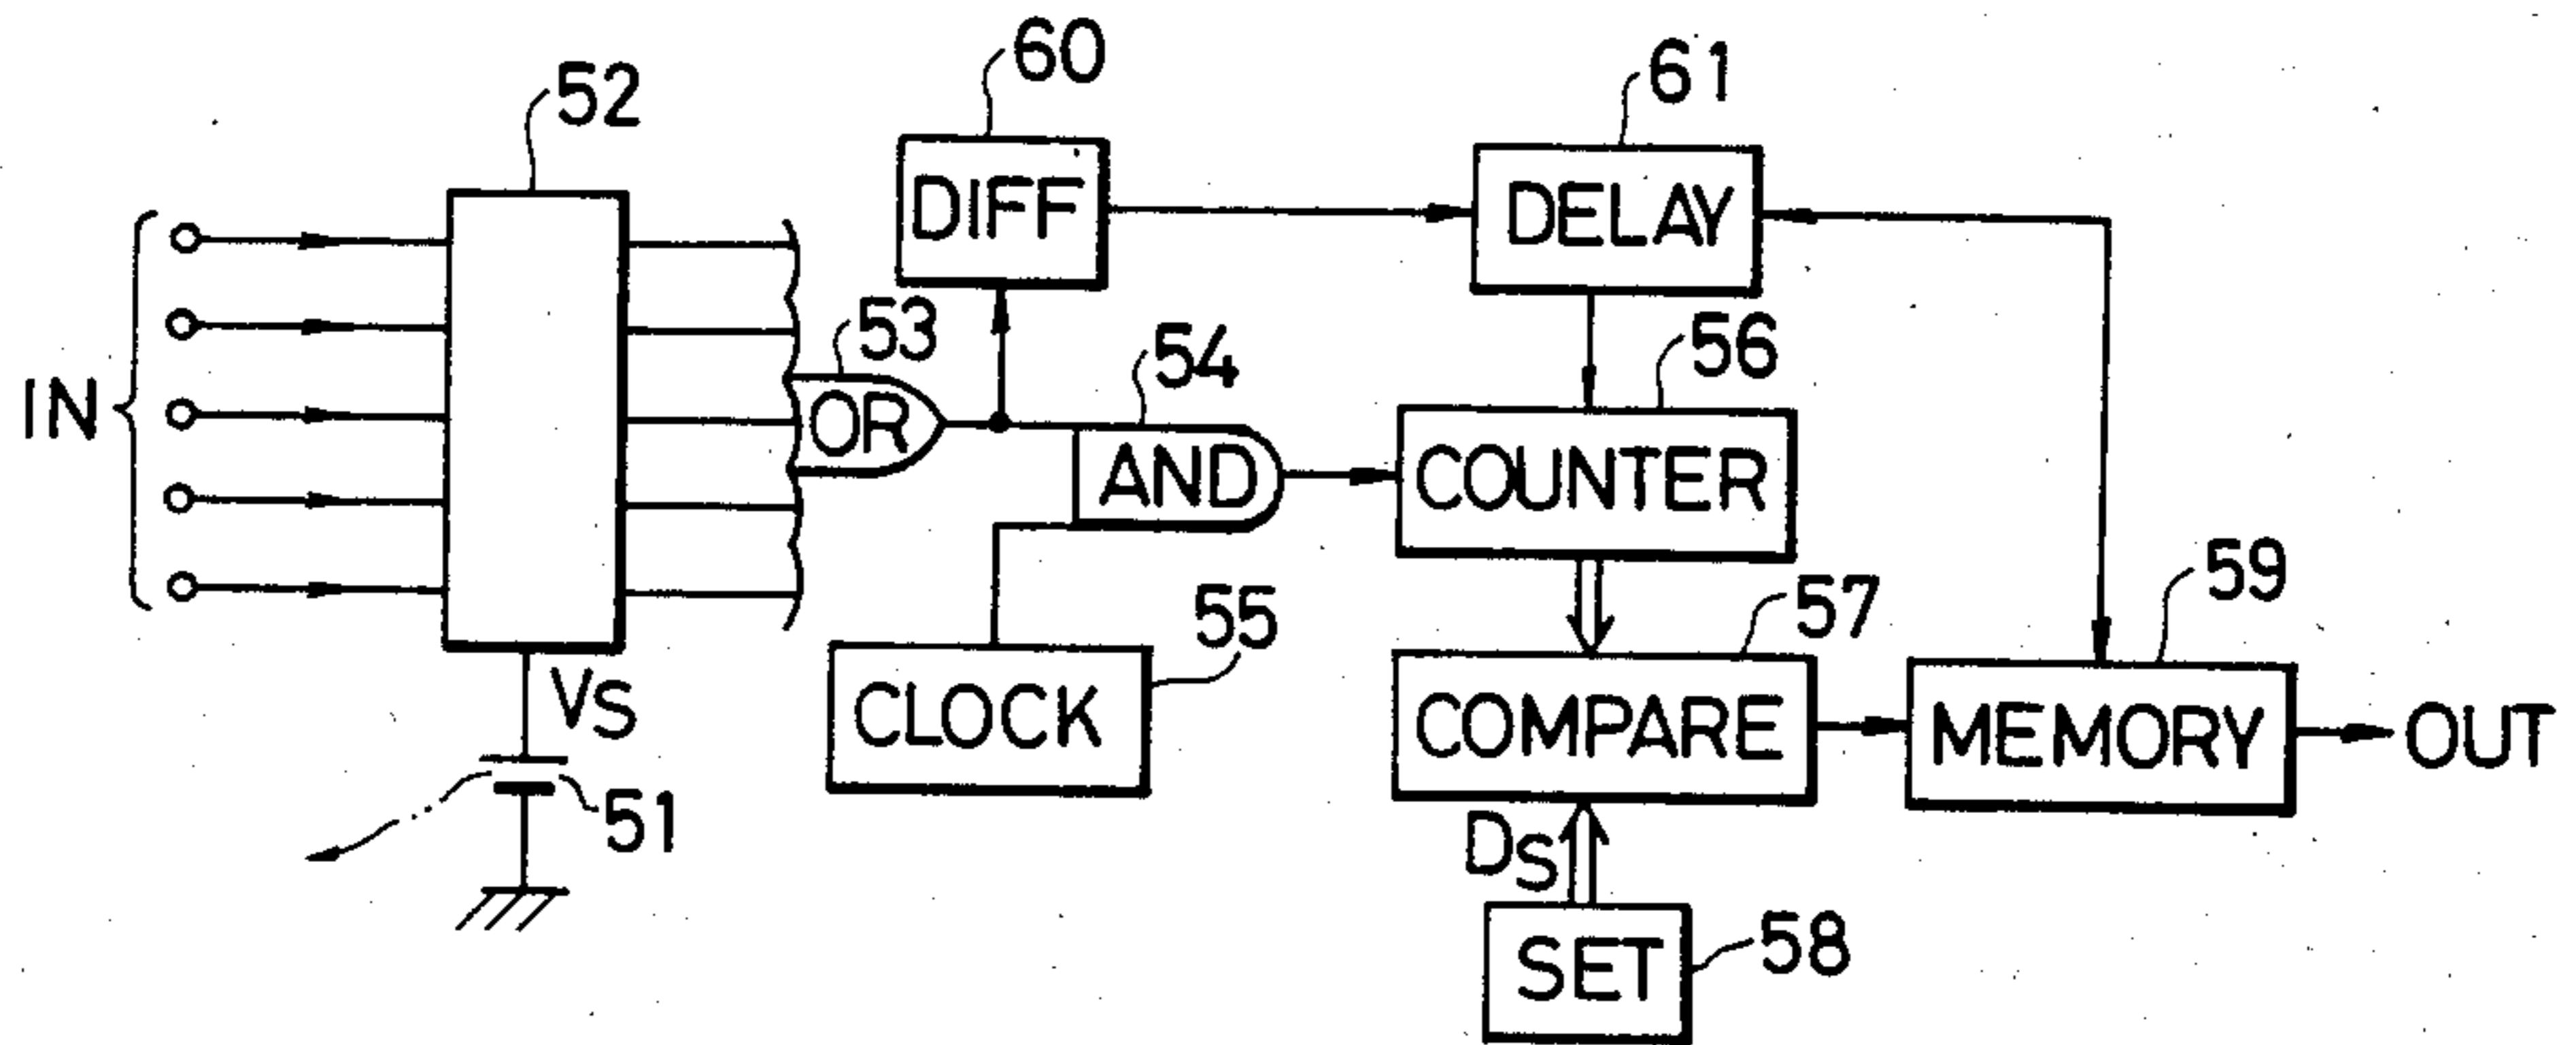 60
61
52
DIFF
DELAY
53
54
56
IN
OR
AND
COUNTER
55
57
59
VS
CLOCK
COMPARE
MEMORY
OUT
51
DS
58
SET